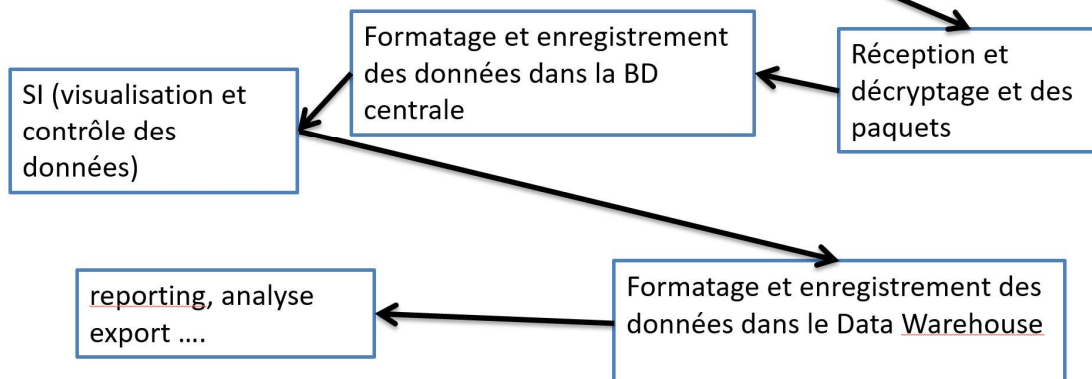 Formatage et enregistrement
des données dans la BD
centrale
Réception et
décryptage et des
paquets
SI (visualisation et
contrôle des
données)
Formatage et enregistrement des
données dans le Data Warehouse
reporting, analyse
export ....